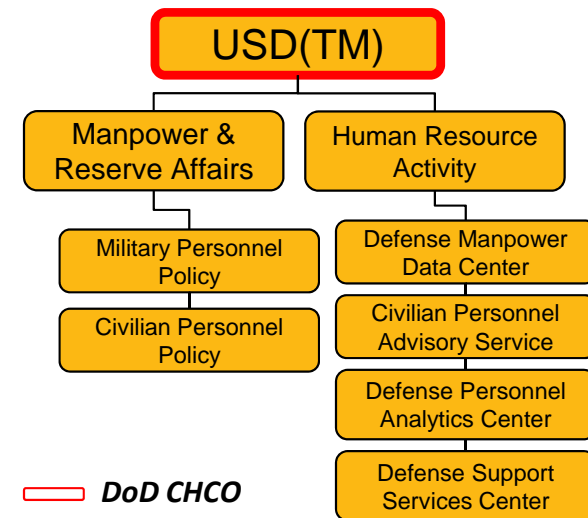 USD(TM)
Manpower &
Reserve Affairs
Human Resource
Activity
Military Personnel
Policy
Civilian Personnel
Policy
Defense Manpower
Data Center
Civilian Personnel
Advisory Service
Defense Personnel
Analytics Center
Defense Support
Services Center
DoD CHCO